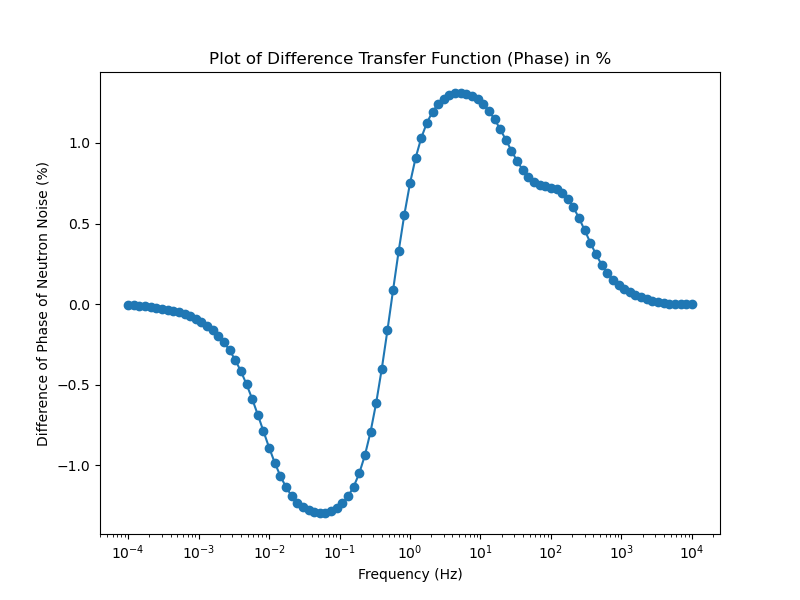 Plot of Difference Transfer Function (Phase) in %
Difference of Phase of Neutron Noise (%)
1.0
0.5
0.0
−0.5
−1.0
10⁻⁴ 10⁻³ 10⁻² 10⁻¹ 10⁰ 10¹ 10² 10³ 10⁴
Frequency (Hz)